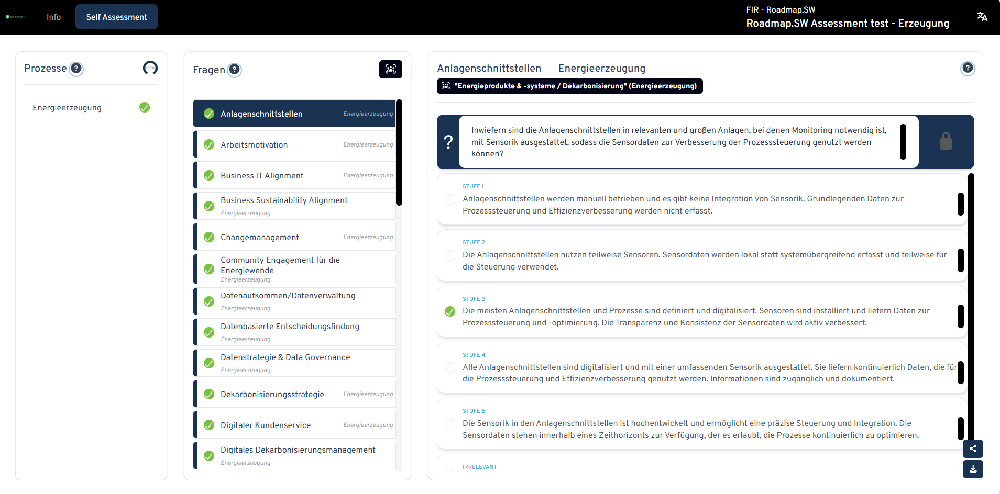 SW.Check
Info
Self Assessment
FIR - Roadmap.SW
Roadmap.SW Assessment test - Erzeugung
Prozesse
?
100%
Energieerzeugung
Fragen
?
Anlagenschnittstellen Energieerzeugung
Arbeitsmotivation Energieerzeugung
Business IT Alignment Energieerzeugung
Business Sustainability Alignment
Energieerzeugung
Changemanagement Energieerzeugung
Community Engagement für die
Energiewende
Energieerzeugung
Datenaufkommen/Datenverwaltung
Energieerzeugung
Datenbasierte Entscheidungsfindung
Energieerzeugung
Datenstrategie & Data Governance
Energieerzeugung
Dekarbonisierungsstrategie Energieerzeugung
Digitaler Kundenservice Energieerzeugung
Digitales Dekarbonisierungsmanagement
Energieerzeugung
Anlagenschnittstellen Energieerzeugung
?
"Energieprodukte & -systeme / Dekarbonisierung" (Energieerzeugung)
?
Inwiefern sind die Anlagenschnittstellen in relevanten und großen Anlagen, bei denen Monitoring notwendig ist,
mit Sensorik ausgestattet, sodass die Sensordaten zur Verbesserung der Prozesssteuerung genutzt werden
können?
STUFE 1
Anlagenschnittstellen werden manuell betrieben und es gibt keine Integration von Sensorik. Grundlegenden Daten zur
Prozesssteuerung und Effizienzverbesserung werden nicht erfasst.
STUFE 2
Die Anlagenschnittstellen nutzen teilweise Sensoren. Sensordaten werden lokal statt systemübergreifend erfasst und teilweise für
die Steuerung verwendet.
STUFE 3
Die meisten Anlagenschnittstellen und Prozesse sind definiert und digitalisiert. Sensoren sind installiert und liefern Daten zur
Prozesssteuerung und -optimierung. Die Transparenz und Konsistenz der Sensordaten wird aktiv verbessert.
STUFE 4
Alle Anlagenschnittstellen sind digitalisiert und mit einer umfassenden Sensorik ausgestattet. Sie liefern kontinuierlich Daten, die für
die Prozesssteuerung und Effizienzverbesserung genutzt werden. Informationen sind zugänglich und dokumentiert.
STUFE 5
Die Sensorik in den Anlagenschnittstellen ist hochentwickelt und ermöglicht eine präzise Steuerung und Integration. Die
Sensordaten stehen innerhalb eines Zeithorizonts zur Verfügung, der es erlaubt, die Prozesse kontinuierlich zu optimieren.
IRRELEVANT